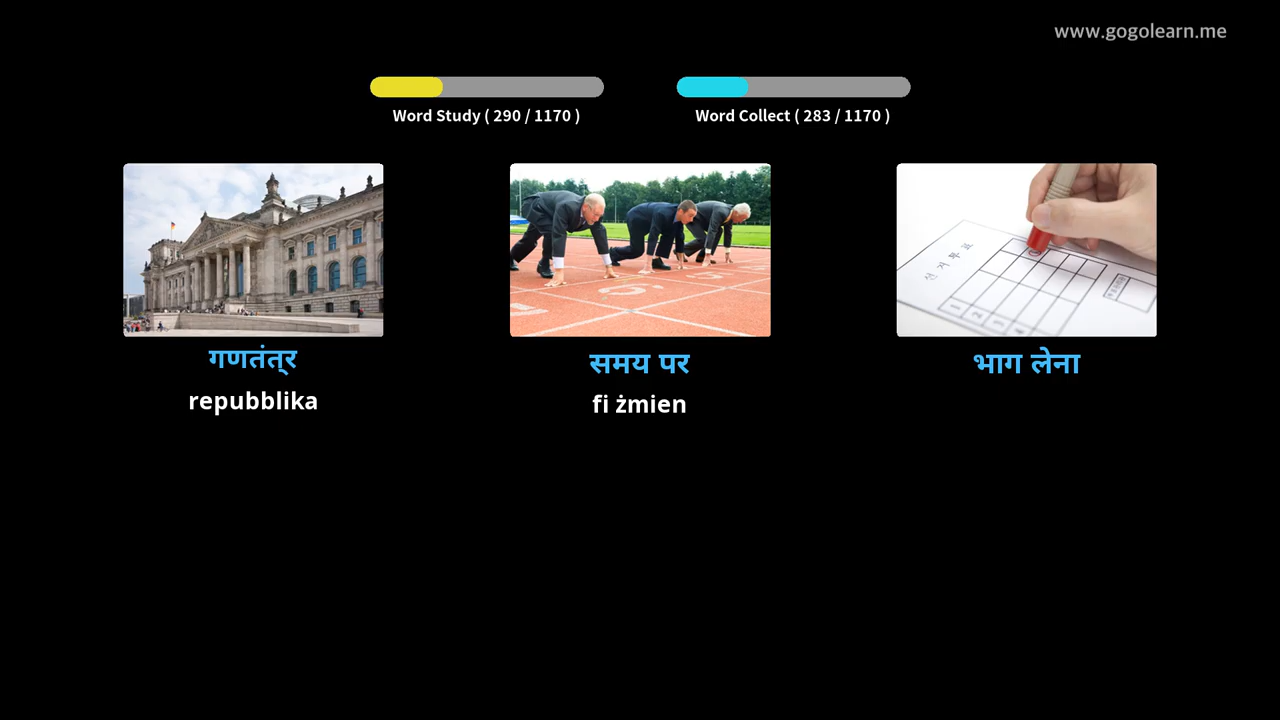 www.gogolearn.me
Word Study ( 290 / 1170 )
Word Collect ( 283 / 1170 )
गणतंत्र
समय पर
भाग लेना
repubblika
fi żmien